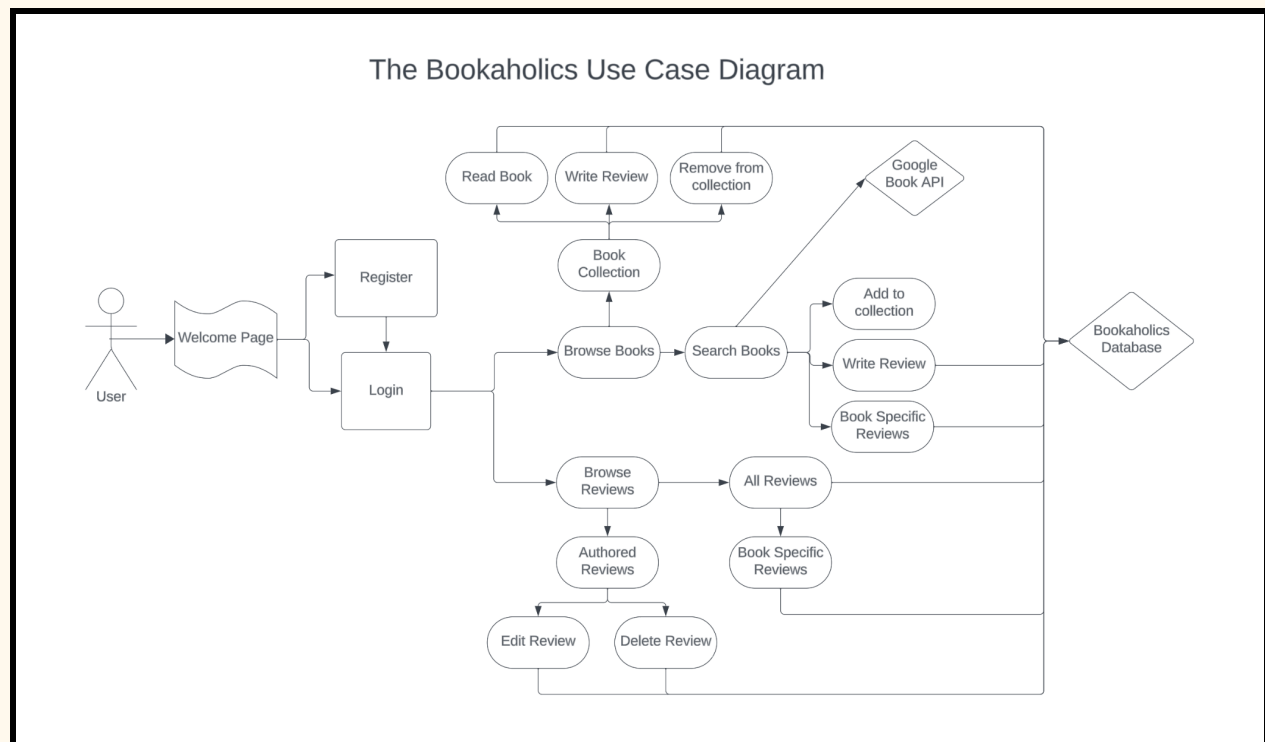 The Bookaholics Use Case Diagram
Read Book
Write Review
Remove from
collection
Google
Book API
Book
Collection
Register
Add to
collection
Welcome Page
Browse Books
Search Books
Write Review
Bookaholics
Database
User
Login
Book Specific
Reviews
Browse
Reviews
All Reviews
Authored
Reviews
Book Specific
Reviews
Edit Review
Delete Review